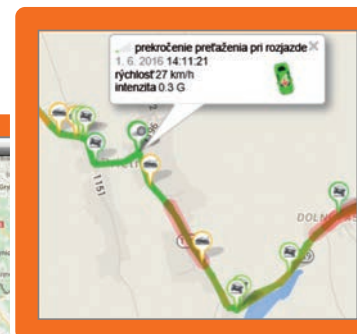 prekročenie preťaženia pri rozjazde
1. 6. 2016 14:11:21
rýchlosť 27 km/h
intenzita 0.3 G
1151
DOLN